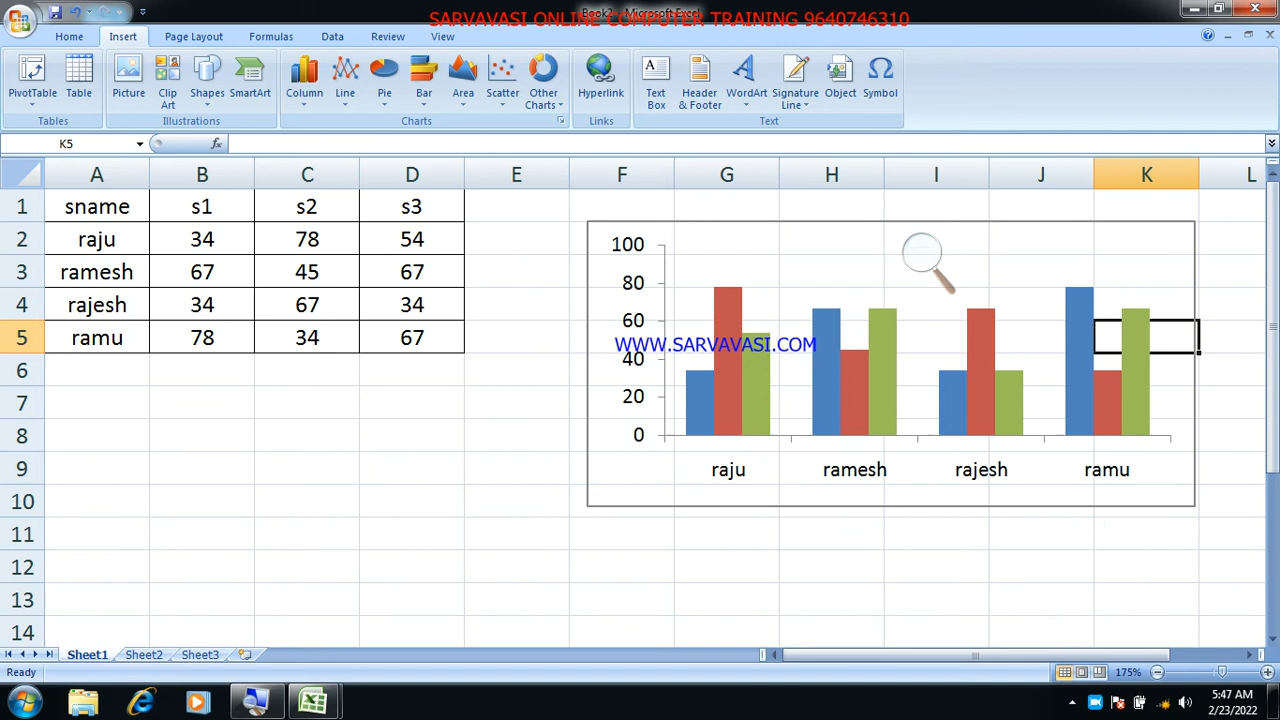 Book2 - Microsoft Excel
SARVAVASI ONLINE COMPUTER TRAINING 9640746310
Home Insert Page Layout Formulas Data Review View
PivotTable Table Picture Clip Art Shapes SmartArt Column Line Pie Bar Area Scatter Other Charts Hyperlink Text Box Header & Footer WordArt Signature Line Object Symbol
Tables Illustrations Charts Links Text
K5 fx
A B C D E F G H I J K L
1 sname s1 s2 s3
2 raju 34 78 54
3 ramesh 67 45 67
4 rajesh 34 67 34
5 ramu 78 34 67
6
7
8
9
10
11
12
13
14
100
80
60
40
20
0
WWW.SARVAVASI.COM
raju ramesh rajesh ramu
Sheet1 Sheet2 Sheet3
Ready 175%
5:47 AM
2/23/2022